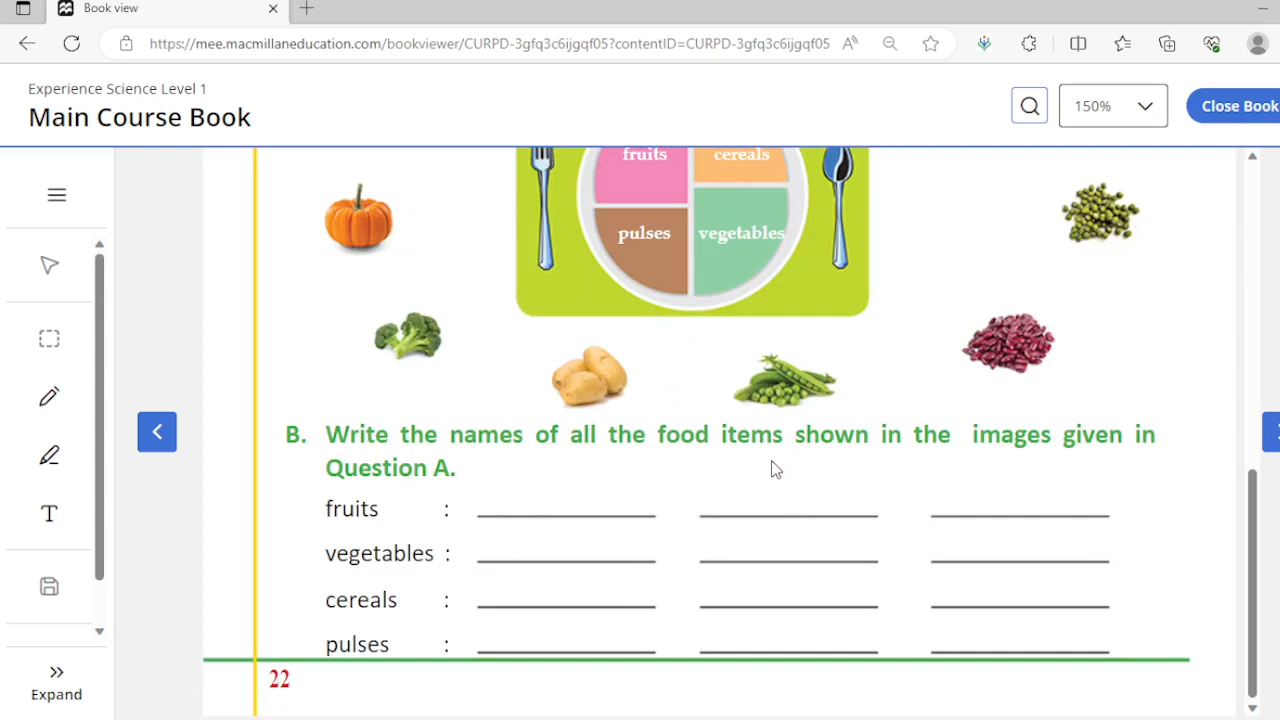 Book view
https://mee.macmillaneducation.com/bookviewer/CURPD-3gfq3c6ijgqf05?contentID=CURPD-3gfq3c6ijgqf05
Experience Science Level 1
Main Course Book
150%
Close Book
fruits
cereals
pulses
vegetables
B. Write the names of all the food items shown in the images given in
Question A.
fruits :
vegetables :
cereals :
pulses :
22
Expand